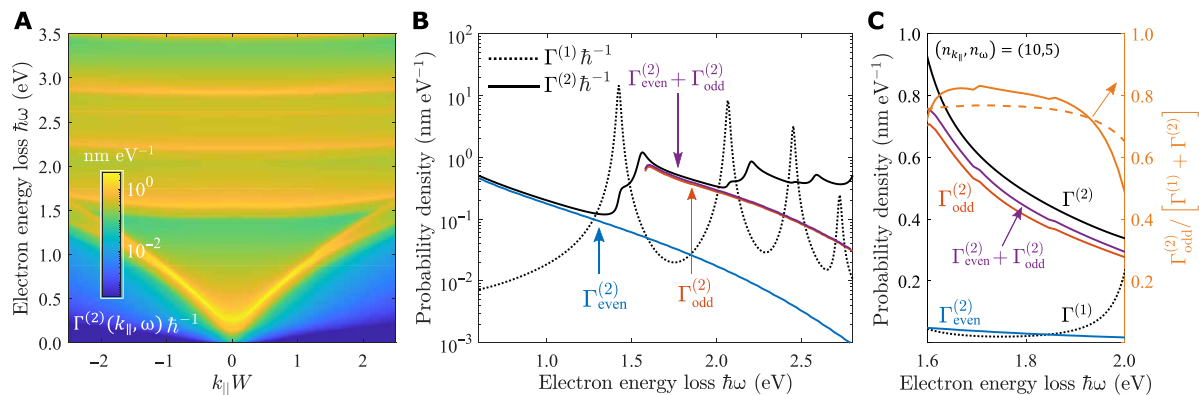 A
Electron energy loss ħω (eV)
3.5
3.0
2.5
2.0
1.5
1.0
0.5
0.0
nm eV⁻¹
10⁰
10⁻²
Γ⁽²⁾(k∥, ω) ħ⁻¹
−2 −1 0 1 2
k∥W
B
Probability density (nm eV⁻¹)
10²
10¹
10⁰
10⁻¹
10⁻²
10⁻³
Γ⁽¹⁾ ħ⁻¹
Γ⁽²⁾ ħ⁻¹
Γ⁽²⁾even + Γ⁽²⁾odd
Γ⁽²⁾even
Γ⁽²⁾odd
1.0 1.5 2.0 2.5
Electron energy loss ħω (eV)
C
Probability density (nm eV⁻¹)
1.0
0.8
0.6
0.4
0.2
(nk∥, nω) = (10,5)
Γ⁽²⁾
Γ⁽²⁾odd
Γ⁽²⁾even + Γ⁽²⁾odd
Γ⁽²⁾even
Γ⁽¹⁾
1.6 1.8 2.0
Electron energy loss ħω (eV)
1.0
0.8
0.6
0.4
0.2
Γ⁽²⁾odd/[Γ⁽¹⁾ + Γ⁽²⁾]